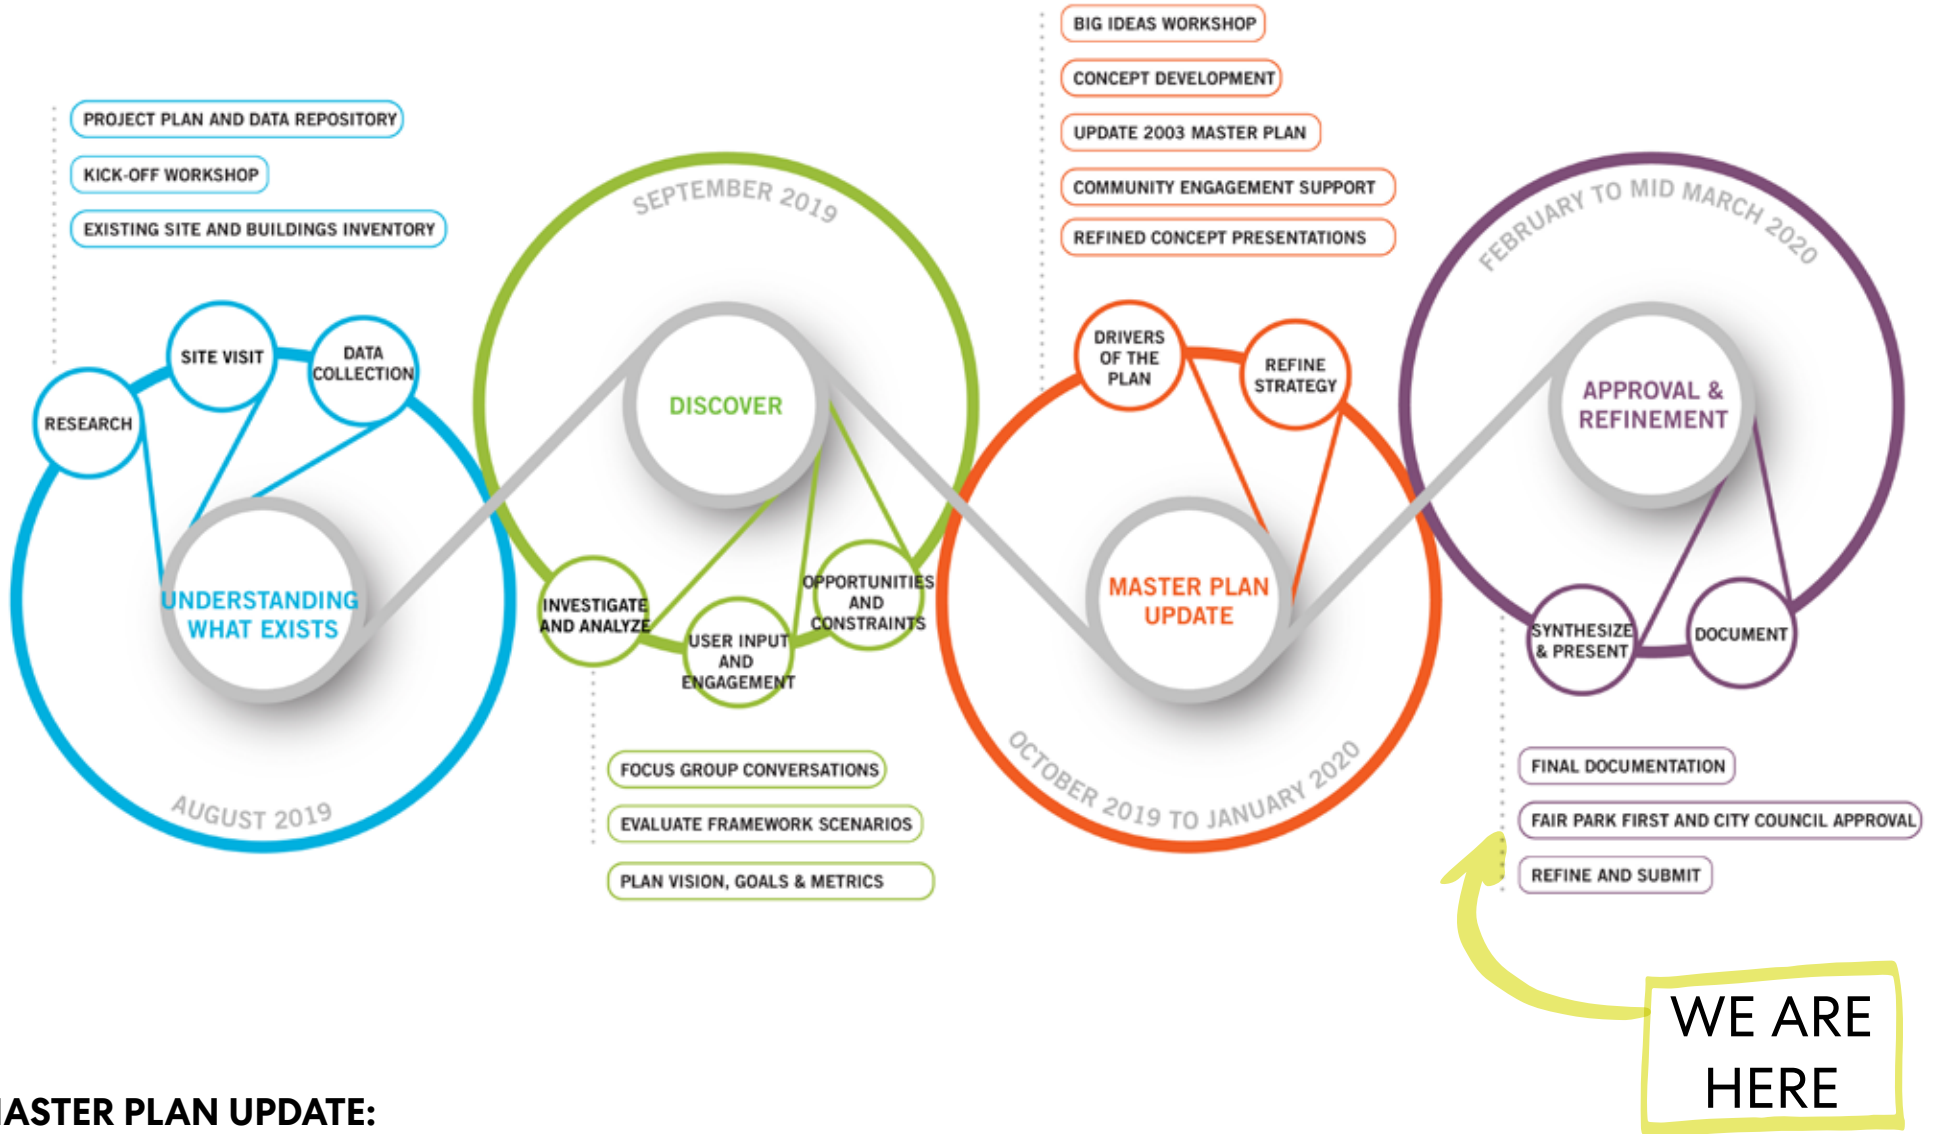 PROJECT PLAN AND DATA REPOSITORY
KICK-OFF WORKSHOP
EXISTING SITE AND BUILDINGS INVENTORY
RESEARCH
SITE VISIT
DATA
COLLECTION
UNDERSTANDING
WHAT EXISTS
AUGUST 2019
SEPTEMBER 2019
DISCOVER
INVESTIGATE
AND ANALYZE
USER INPUT
AND
ENGAGEMENT
OPPORTUNITIES
AND
CONSTRAINTS
FOCUS GROUP CONVERSATIONS
EVALUATE FRAMEWORK SCENARIOS
PLAN VISION, GOALS & METRICS
BIG IDEAS WORKSHOP
CONCEPT DEVELOPMENT
UPDATE 2003 MASTER PLAN
COMMUNITY ENGAGEMENT SUPPORT
REFINED CONCEPT PRESENTATIONS
DRIVERS
OF THE
PLAN
REFINE
STRATEGY
MASTER PLAN
UPDATE
OCTOBER 2019 TO JANUARY 2020
FEBRUARY TO MID MARCH 2020
APPROVAL &
REFINEMENT
SYNTHESIZE
& PRESENT
DOCUMENT
FINAL DOCUMENTATION
FAIR PARK FIRST AND CITY COUNCIL APPROVAL
REFINE AND SUBMIT
WE ARE
HERE
MASTER PLAN UPDATE: